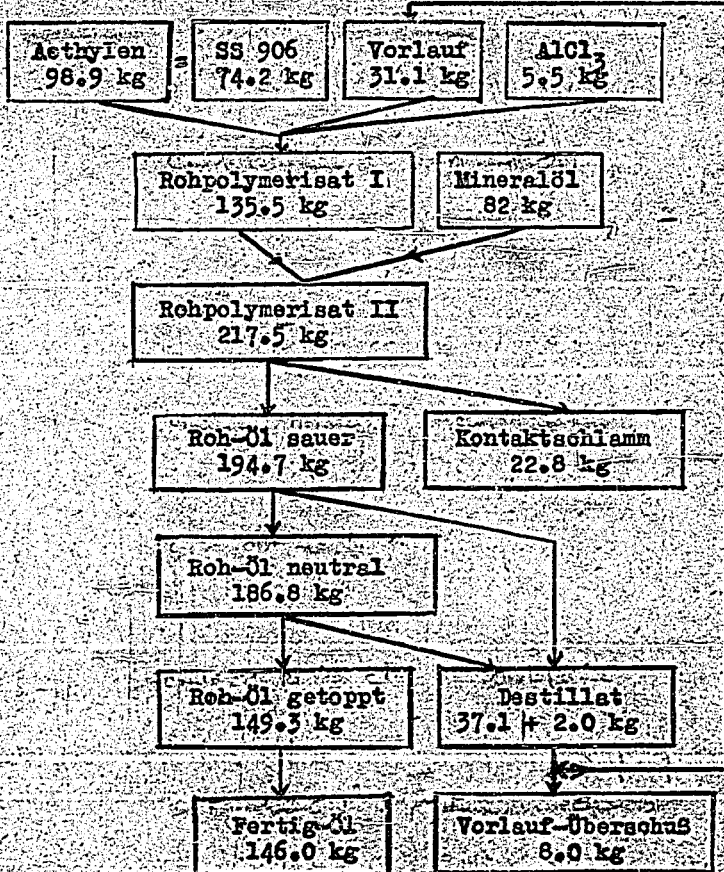 Aethylen
98.9 kg
=
SS 906
74.2 kg
Vorlauf
31.1 kg
AlCl3
5.5 kg
Rohpolymerisat I
135.5 kg
Mineralöl
82 kg
Rohpolymerisat II
217.5 kg
Roh-Öl sauer
194.7 kg
Kontaktschlamm
22.8 kg
Roh-Öl neutral
186.8 kg
Roh-Öl getoppt
149.3 kg
Destillat
37.1 + 2.0 kg
Fertig-Öl
146.0 kg
Vorlauf-Überschuß
8.0 kg